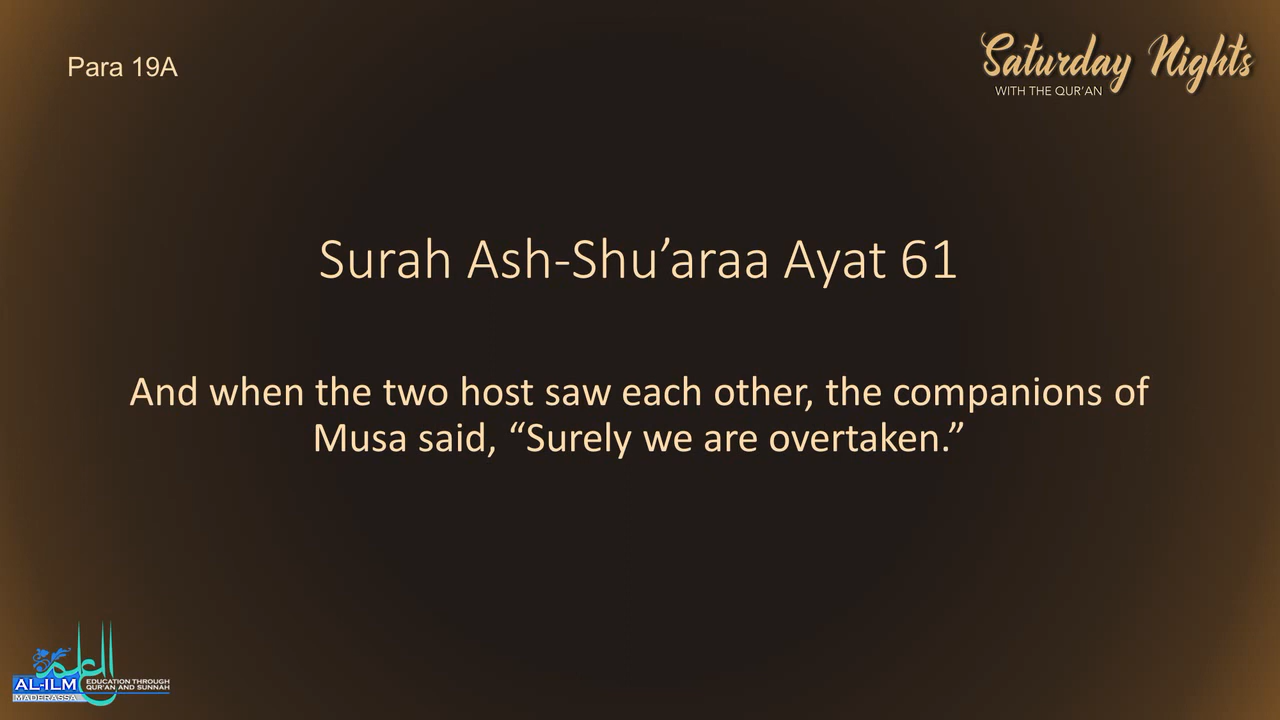 Para 19A
Saturday Nights
WITH THE QUR'AN
Surah Ash-Shu’araa Ayat 61
And when the two host saw each other, the companions of
Musa said, “Surely we are overtaken.”
العلم
AL-ILM
MADERASSA
EDUCATION THROUGH
QUR'AN AND SUNNAH